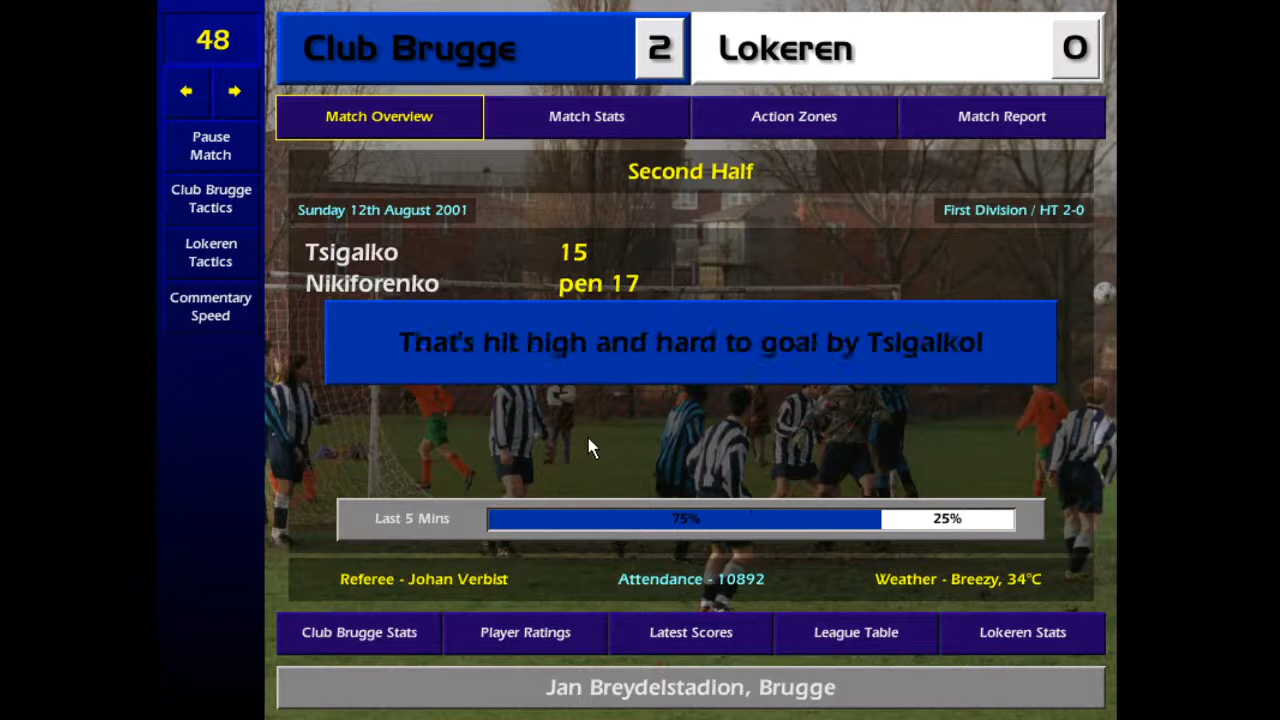 48
Club Brugge 2 Lokeren 0
Match Overview Match Stats Action Zones Match Report
Pause
Match
Second Half
Club Brugge
Tactics
Sunday 12th August 2001 First Division / HT 2-0
Lokeren
Tactics
Tsigalko 15
Nikiforenko pen 17
Commentary
Speed
That's hit high and hard to goal by Tsigalko!
Last 5 Mins 75% 25%
Referee - Johan Verbist Attendance - 10892 Weather - Breezy, 34°C
Club Brugge Stats Player Ratings Latest Scores League Table Lokeren Stats
Jan Breydelstadion, Brugge